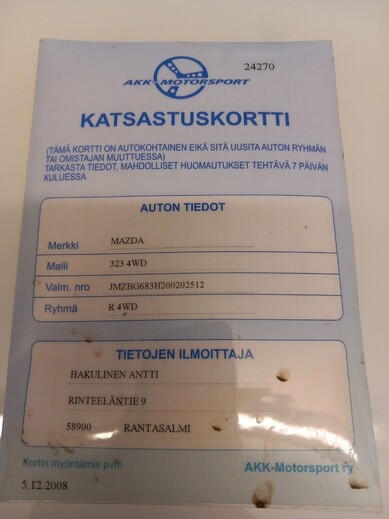 24270
AKK-MOTORSPORT
KATSASTUSKORTTI
(TÄMÄ KORTTI ON AUTOKOHTAINEN EIKÄ SITÄ UUSITA AUTON RYHMÄN
TAI OMISTAJAN MUUTTUESSA)
TARKASTA TIEDOT, MAHDOLLISET HUOMAUTUKSET TEHTÄVÄ 7 PÄIVÄN
KULUESSA
AUTON TIEDOT
Merkki MAZDA
Malli 323 4WD
Valm. nro JMZBG683H200202512
Ryhmä R 4WD
TIETOJEN ILMOITTAJA
HAKULINEN ANTTI
RINTEELÄNTIE 9
58900 RANTASALMI
Kortin myöntämis pvm AKK-Motorsport ry
5.12.2008